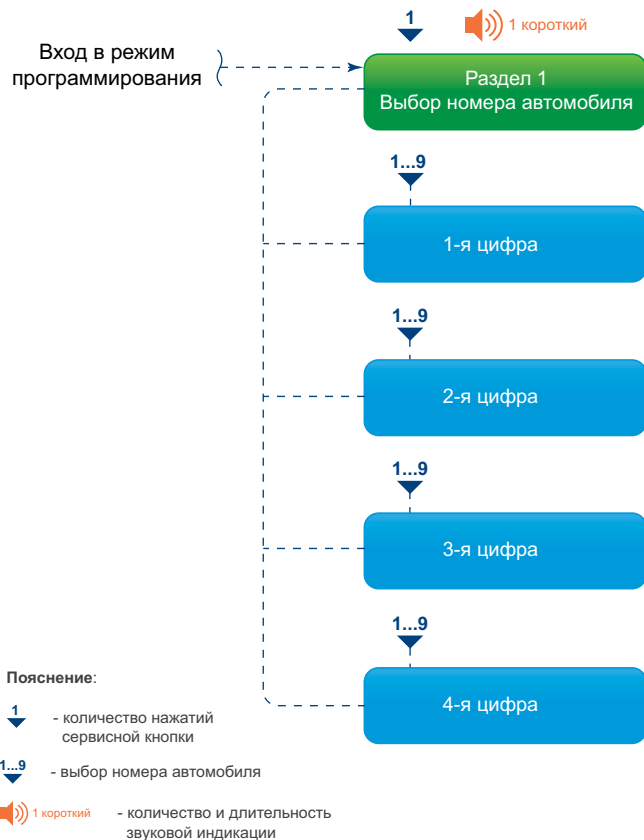 1
1 короткий
Вход в режим
программирования
Раздел 1
Выбор номера автомобиля
1...9
1-я цифра
1...9
2-я цифра
1...9
3-я цифра
1...9
4-я цифра
Пояснение:
1
- количество нажатий
сервисной кнопки
1...9
- выбор номера автомобиля
1 короткий
- количество и длительность
звуковой индикации